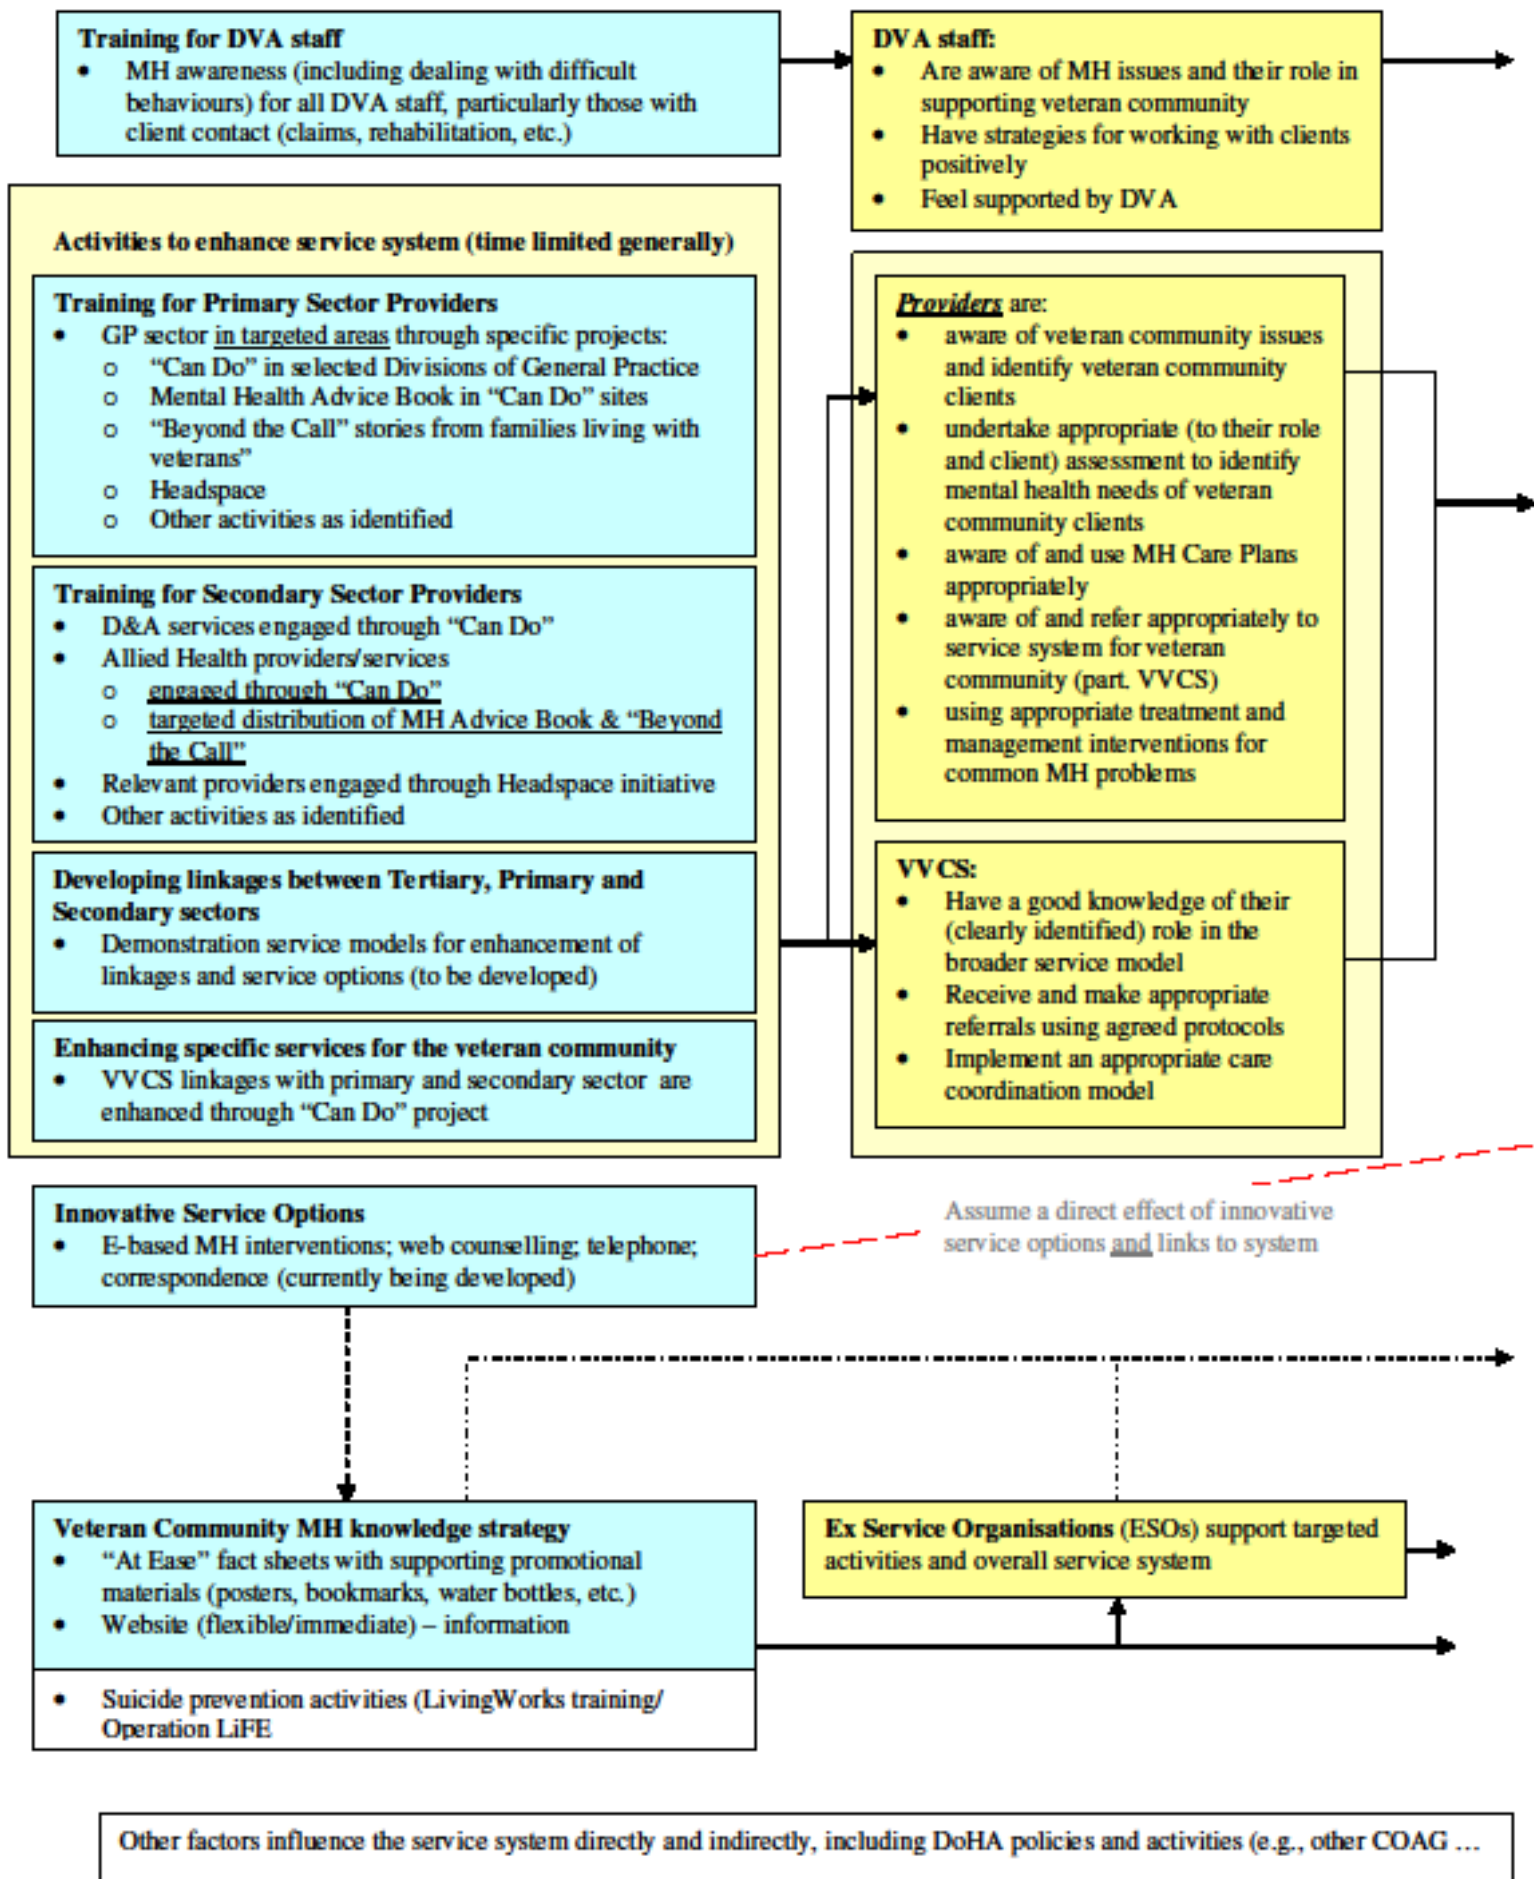 Training for DVA staff
• MH awareness (including dealing with difficult
behaviours) for all DVA staff, particularly those with
client contact (claims, rehabilitation, etc.)
DVA staff:
• Are aware of MH issues and their role in
supporting veteran community
• Have strategies for working with clients
positively
• Feel supported by DVA
Activities to enhance service system (time limited generally)
Training for Primary Sector Providers
• GP sector in targeted areas through specific projects:
o “Can Do” in selected Divisions of General Practice
o Mental Health Advice Book in “Can Do” sites
o “Beyond the Call” stories from families living with
veterans”
o Headspace
o Other activities as identified
Training for Secondary Sector Providers
• D&A services engaged through “Can Do”
• Allied Health providers/services
o engaged through “Can Do”
o targeted distribution of MH Advice Book & “Beyond
the Call”
• Relevant providers engaged through Headspace initiative
• Other activities as identified
Developing linkages between Tertiary, Primary and
Secondary sectors
• Demonstration service models for enhancement of
linkages and service options (to be developed)
Enhancing specific services for the veteran community
• VVCS linkages with primary and secondary sector are
enhanced through “Can Do” project
Providers are:
• aware of veteran community issues
and identify veteran community
clients
• undertake appropriate (to their role
and client) assessment to identify
mental health needs of veteran
community clients
• aware of and use MH Care Plans
appropriately
• aware of and refer appropriately to
service system for veteran
community (part. VVCS)
• using appropriate treatment and
management interventions for
common MH problems
VVCS:
• Have a good knowledge of their
(clearly identified) role in the
broader service model
• Receive and make appropriate
referrals using agreed protocols
• Implement an appropriate care
coordination model
Innovative Service Options
• E-based MH interventions; web counselling; telephone;
correspondence (currently being developed)
Assume a direct effect of innovative
service options and links to system
Veteran Community MH knowledge strategy
• “At Ease” fact sheets with supporting promotional
materials (posters, bookmarks, water bottles, etc.)
• Website (flexible/immediate) – information
• Suicide prevention activities (LivingWorks training/
Operation LiFE
Ex Service Organisations (ESOs) support targeted
activities and overall service system
Other factors influence the service system directly and indirectly, including DoHA policies and activities (e.g., other COAG …